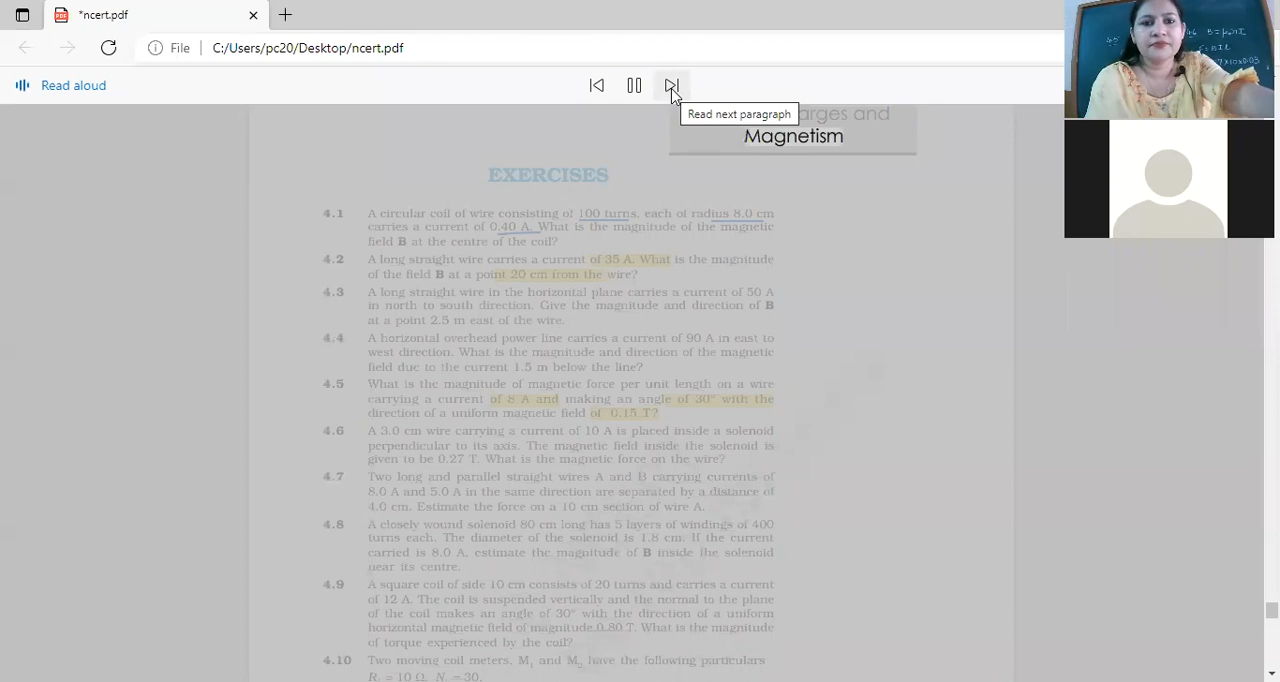 *ncert.pdf
File
C:/Users/pc20/Desktop/ncert.pdf
Read aloud
Read next paragraph
arges and
Magnetism
EXERCISES
4.1 A circular coil of wire consisting of 100 turns, each of radius 8.0 cm
carries a current of 0.40 A. What is the magnitude of the magnetic
field B at the centre of the coil?
4.2 A long straight wire carries a current of 35 A. What is the magnitude
of the field B at a point 20 cm from the wire?
4.3 A long straight wire in the horizontal plane carries a current of 50 A
in north to south direction. Give the magnitude and direction of B
at a point 2.5 m east of the wire.
4.4 A horizontal overhead power line carries a current of 90 A in east to
west direction. What is the magnitude and direction of the magnetic
field due to the current 1.5 m below the line?
4.5 What is the magnitude of magnetic force per unit length on a wire
carrying a current of 8 A and making an angle of 30° with the
direction of a uniform magnetic field of 0.15 T?
4.6 A 3.0 cm wire carrying a current of 10 A is placed inside a solenoid
perpendicular to its axis. The magnetic field inside the solenoid is
given to be 0.27 T. What is the magnetic force on the wire?
4.7 Two long and parallel straight wires A and B carrying currents of
8.0 A and 5.0 A in the same direction are separated by a distance of
4.0 cm. Estimate the force on a 10 cm section of wire A.
4.8 A closely wound solenoid 80 cm long has 5 layers of windings of 400
turns each. The diameter of the solenoid is 1.8 cm. If the current
carried is 8.0 A, estimate the magnitude of B inside the solenoid
near its centre.
4.9 A square coil of side 10 cm consists of 20 turns and carries a current
of 12 A. The coil is suspended vertically and the normal to the plane
of the coil makes an angle of 30° with the direction of a uniform
horizontal magnetic field of magnitude 0.80 T. What is the magnitude
of torque experienced by the coil?
4.10 Two moving coil meters, M₁ and M₂ have the following particulars
R₁ = 10 Ω, N₁ = 30,